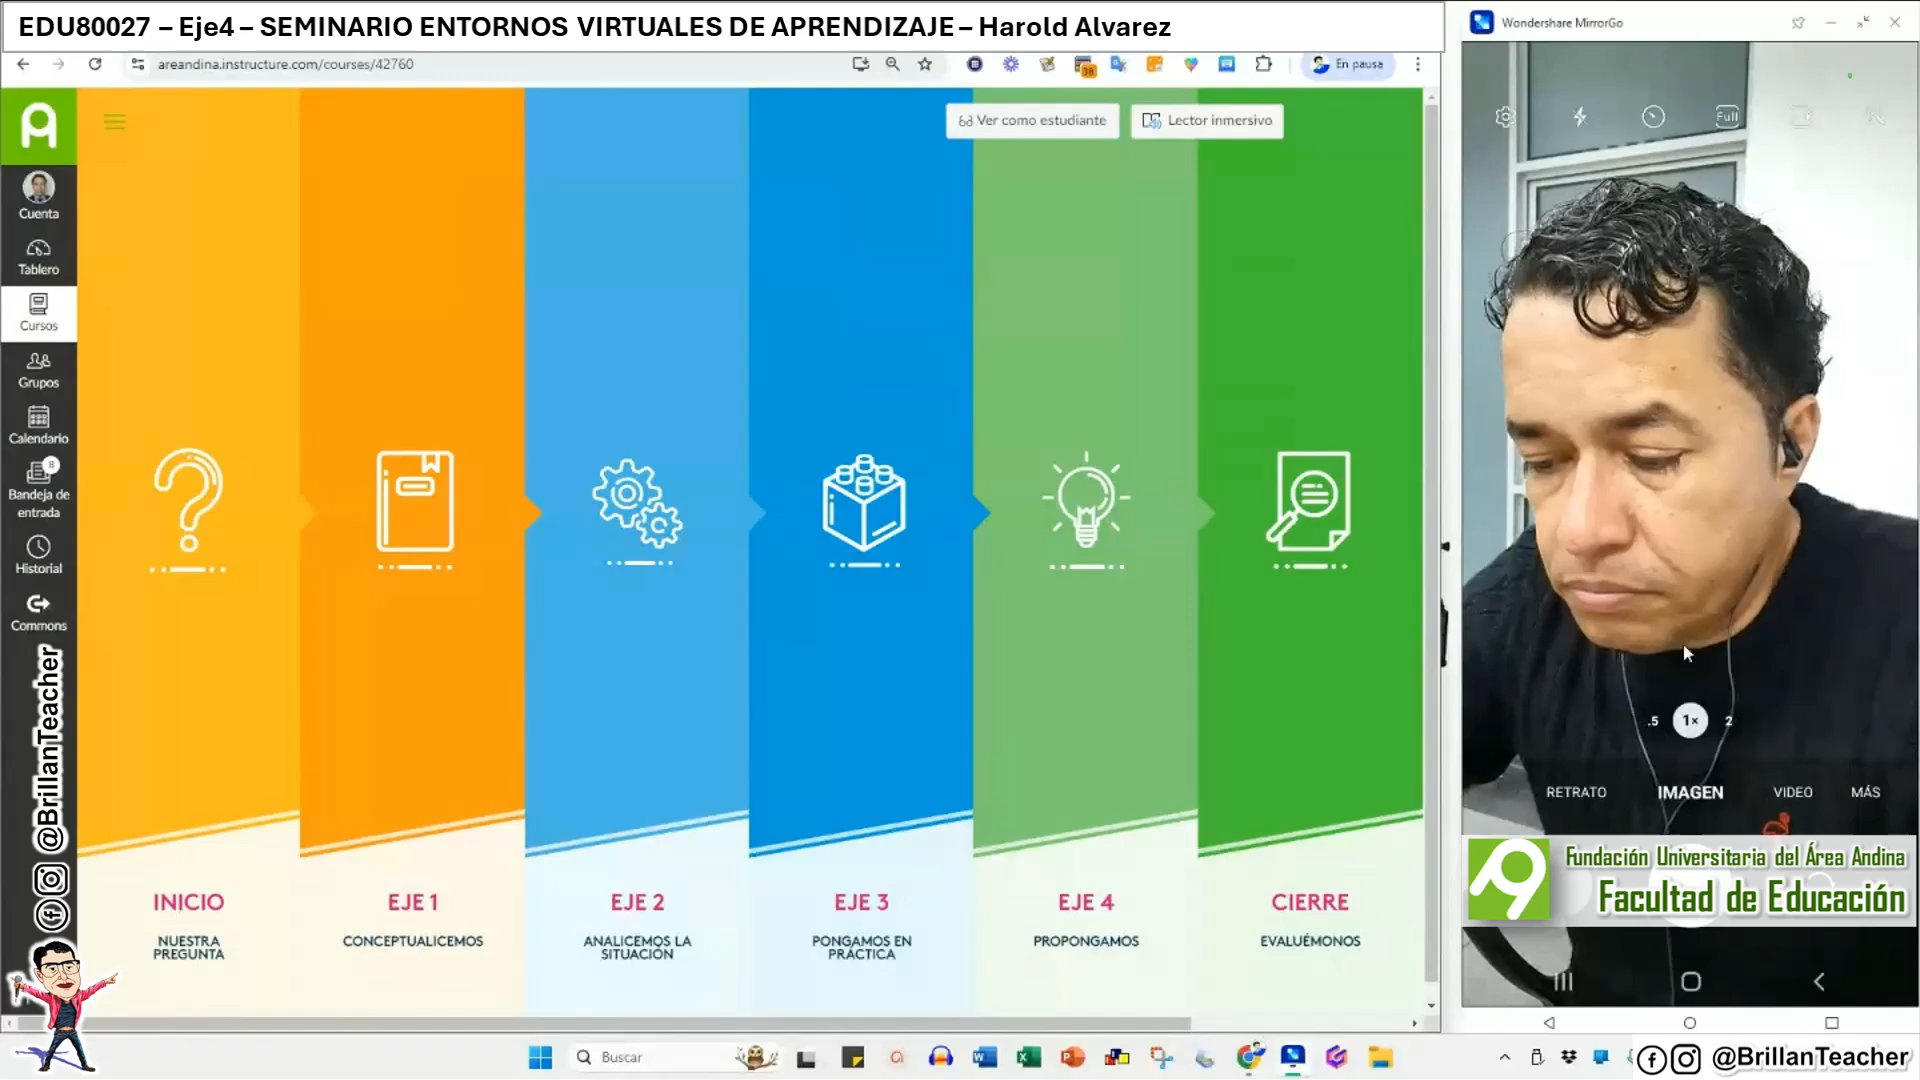 EDU80027 – Eje4 – SEMINARIO ENTORNOS VIRTUALES DE APRENDIZAJE – Harold Alvarez
Wondershare MirrorGo
areandina.instructure.com/courses/42760
38
En pausa
Ver como estudiante
Lector inmersivo
Full
Cuenta
Tablero
Cursos
Grupos
Calendario
8
Bandeja de
entrada
Historial
Commons
@BrillanTeacher
INICIO
NUESTRA
PREGUNTA
EJE 1
CONCEPTUALICEMOS
EJE 2
ANALICEMOS LA
SITUACIÓN
EJE 3
PONGAMOS EN
PRÁCTICA
EJE 4
PROPONGAMOS
CIERRE
EVALUÉMONOS
.5 1× 2
RETRATO IMAGEN VIDEO MÁS
Fundación Universitaria del Área Andina
Facultad de Educación
Buscar
@BrillanTeacher